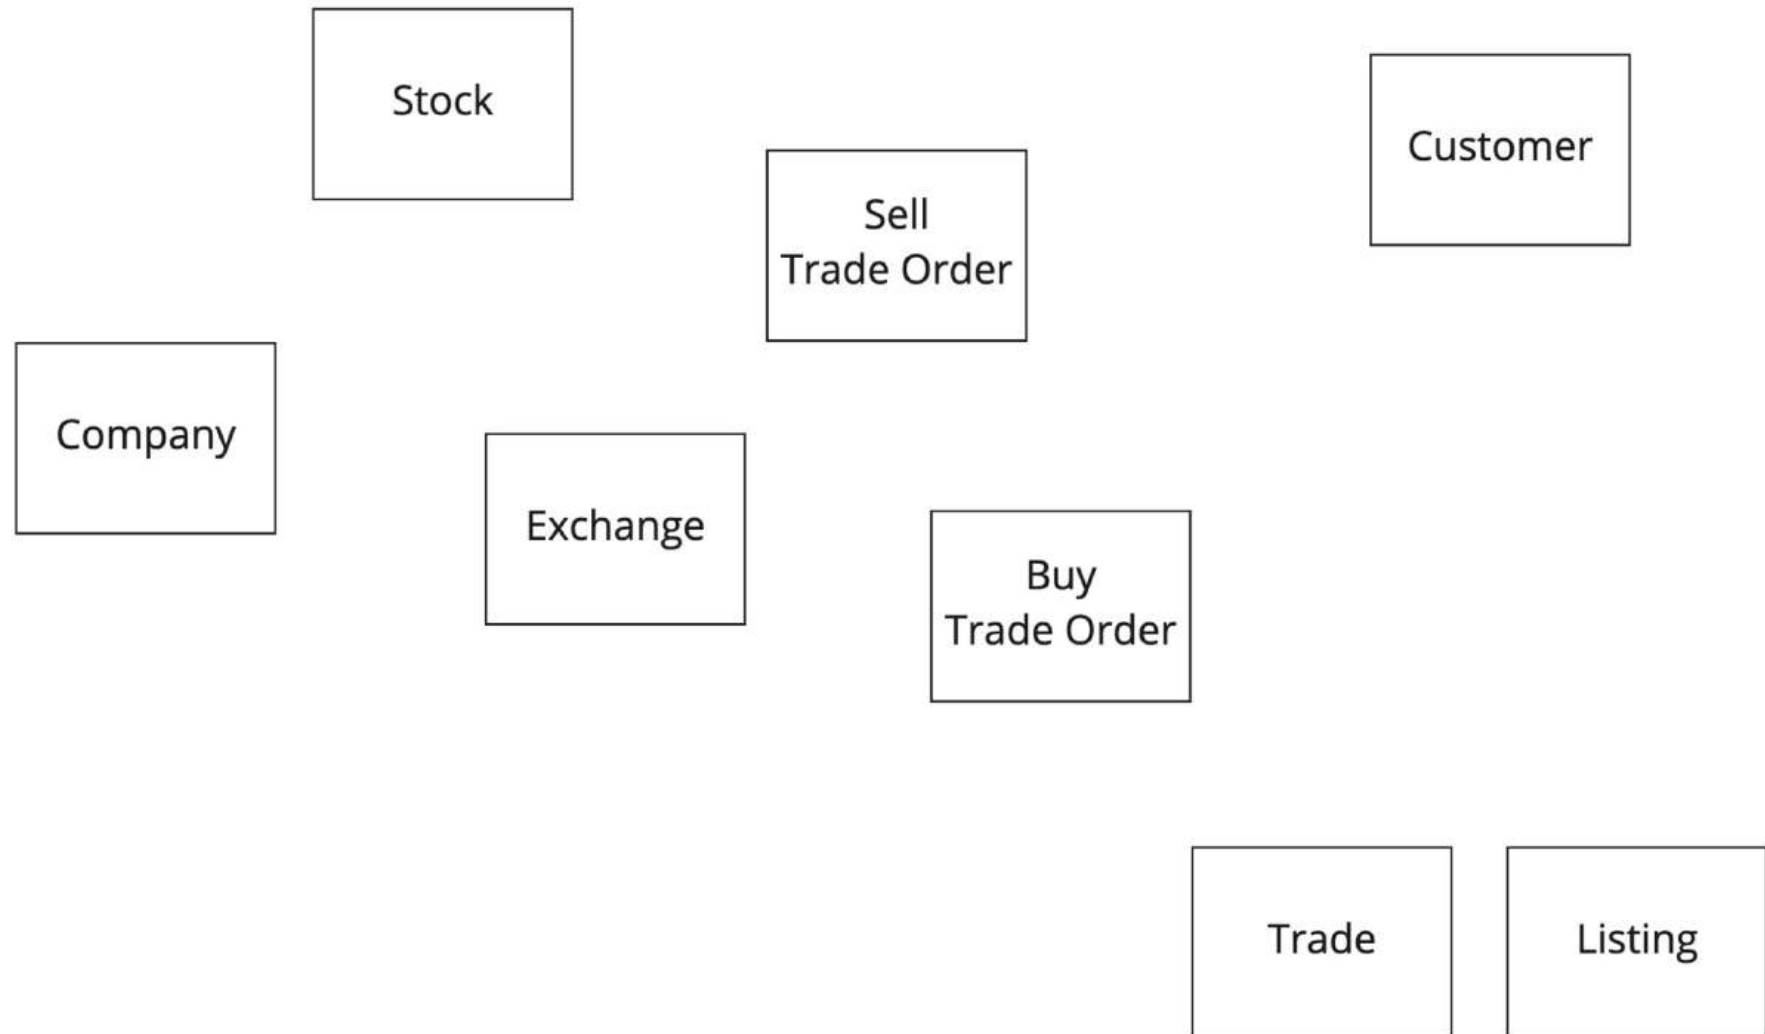 Stock
Customer
Sell
Trade Order
Company
Exchange
Buy
Trade Order
Trade
Listing